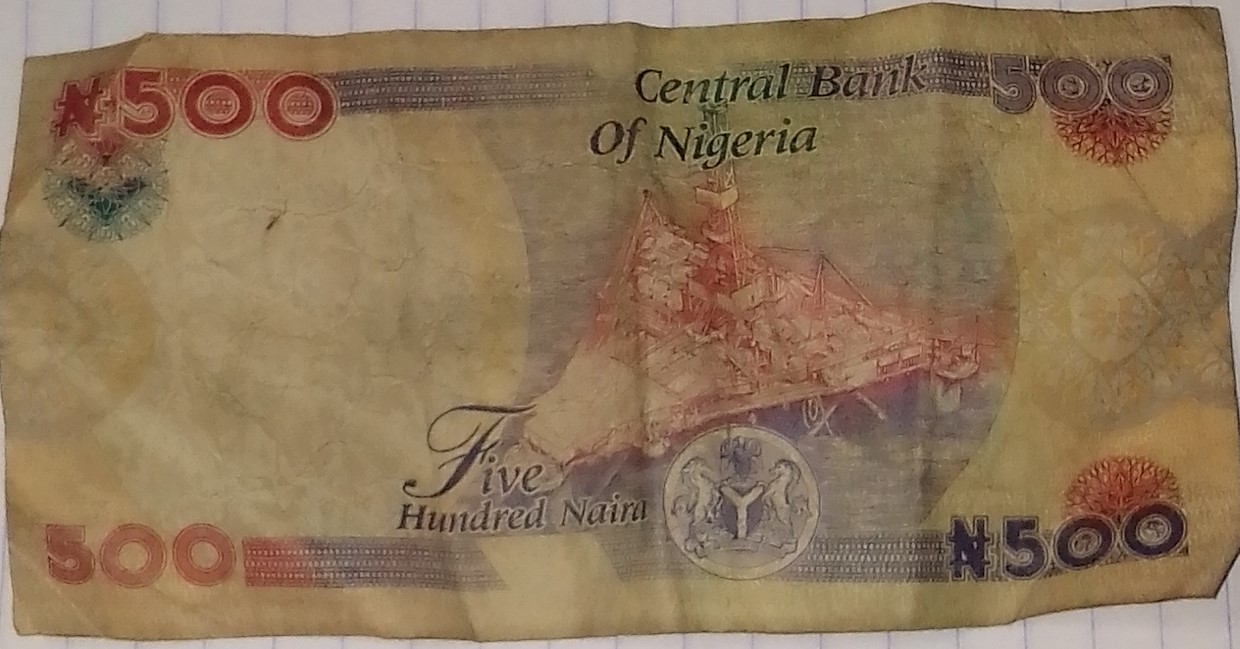 ₦500
Central Bank
Of Nigeria
500
Five
Hundred Naira
500
₦500